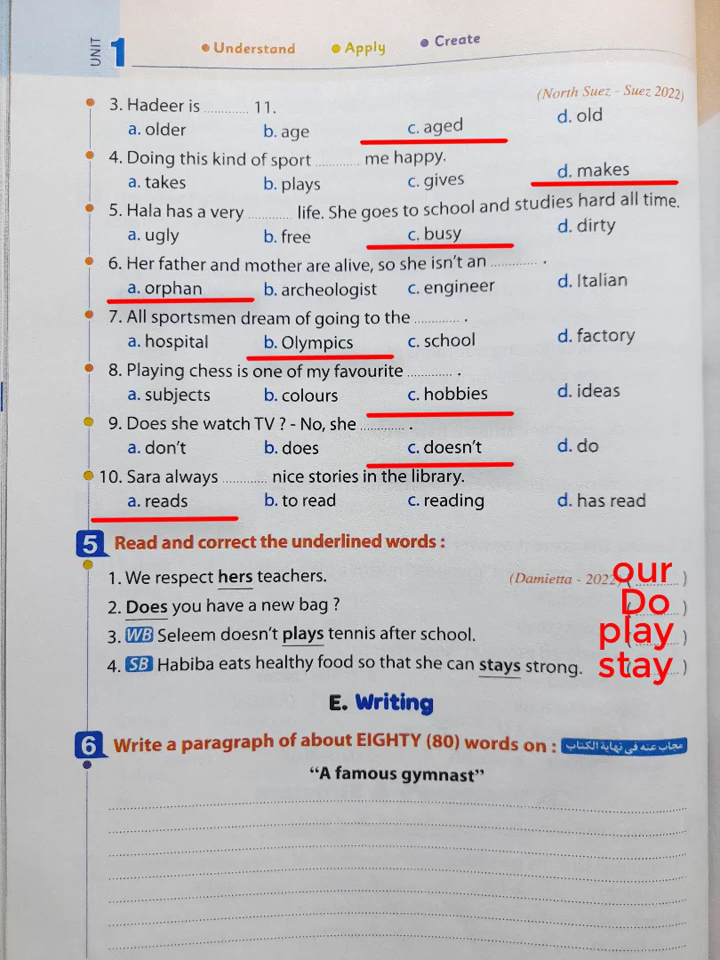 UNIT 1
Understand Apply Create
3. Hadeer is ............ 11. (North Suez - Suez 2022)
a. older b. age c. aged d. old
4. Doing this kind of sport ............ me happy.
a. takes b. plays c. gives d. makes
5. Hala has a very ............ life. She goes to school and studies hard all time.
a. ugly b. free c. busy d. dirty
6. Her father and mother are alive, so she isn't an ............ .
a. orphan b. archeologist c. engineer d. Italian
7. All sportsmen dream of going to the ............ .
a. hospital b. Olympics c. school d. factory
8. Playing chess is one of my favourite ............ .
a. subjects b. colours c. hobbies d. ideas
9. Does she watch TV ? - No, she ............ .
a. don't b. does c. doesn't d. do
10. Sara always ............ nice stories in the library.
a. reads b. to read c. reading d. has read
5 Read and correct the underlined words :
1. We respect hers teachers. (Damietta - 2022) (our)
2. Does you have a new bag ? (Do)
3. WB Seleem doesn't plays tennis after school. (play)
4. SB Habiba eats healthy food so that she can stays strong. (stay)
E. Writing
6 Write a paragraph of about EIGHTY (80) words on : مجاب عنه فى نهاية الكتاب
"A famous gymnast"